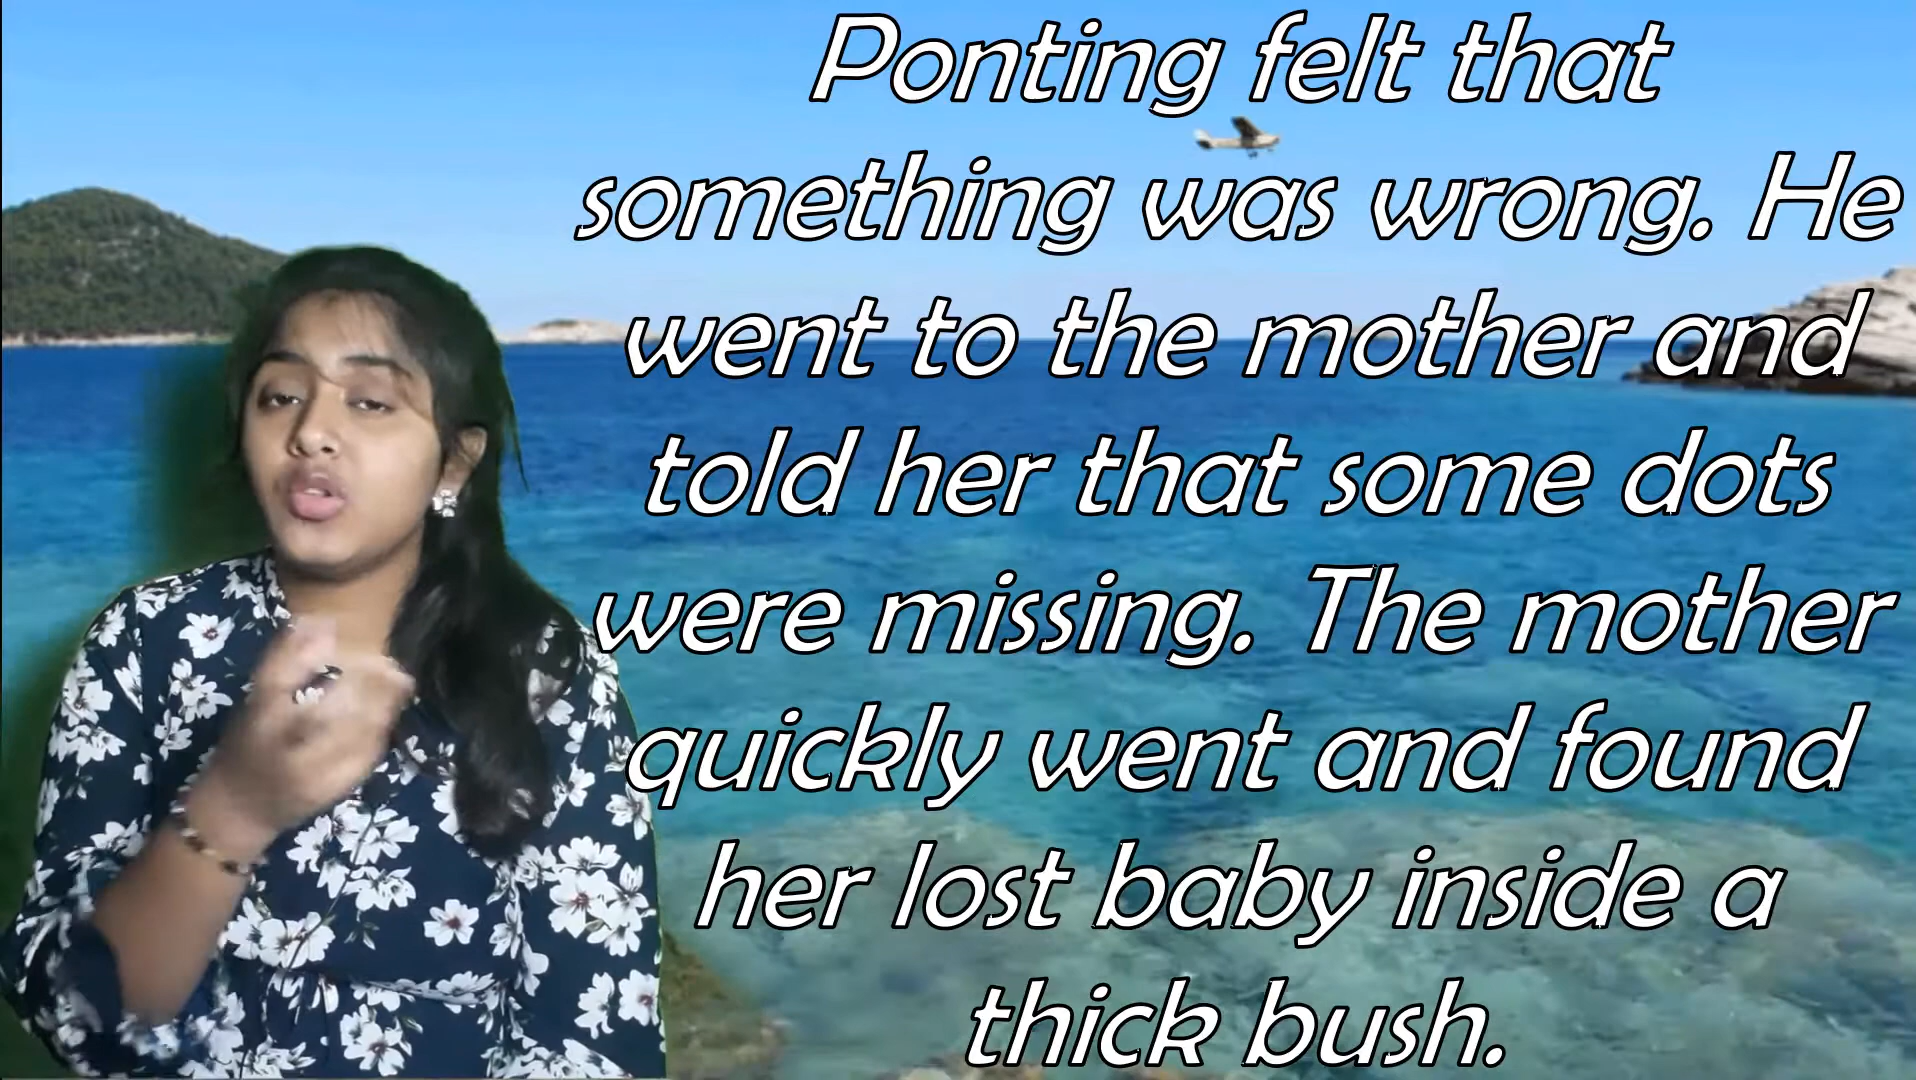 Ponting felt that
something was wrong. He
went to the mother and
told her that some dots
were missing. The mother
quickly went and found
her lost baby inside a
thick bush.